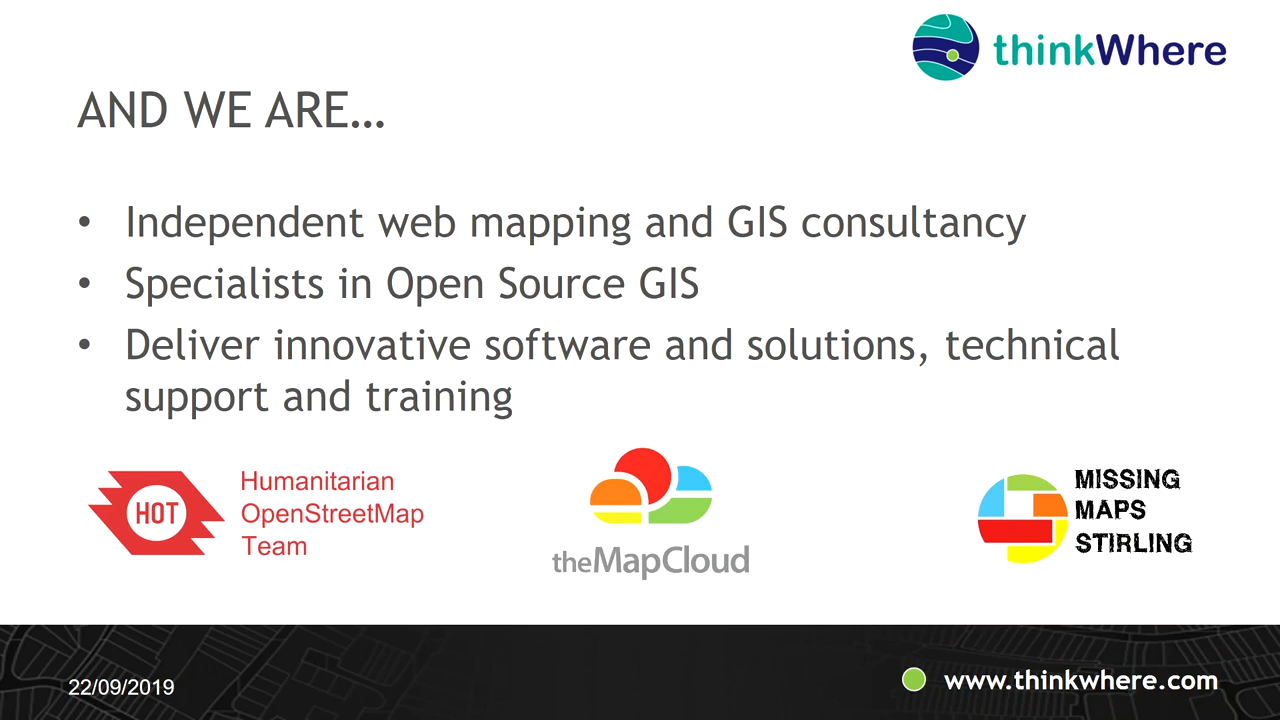 thinkWhere
AND WE ARE…
• Independent web mapping and GIS consultancy
• Specialists in Open Source GIS
• Deliver innovative software and solutions, technical
support and training
HOT
Humanitarian
OpenStreetMap
Team
theMapCloud
MISSING
MAPS
STIRLING
22/09/2019
www.thinkwhere.com